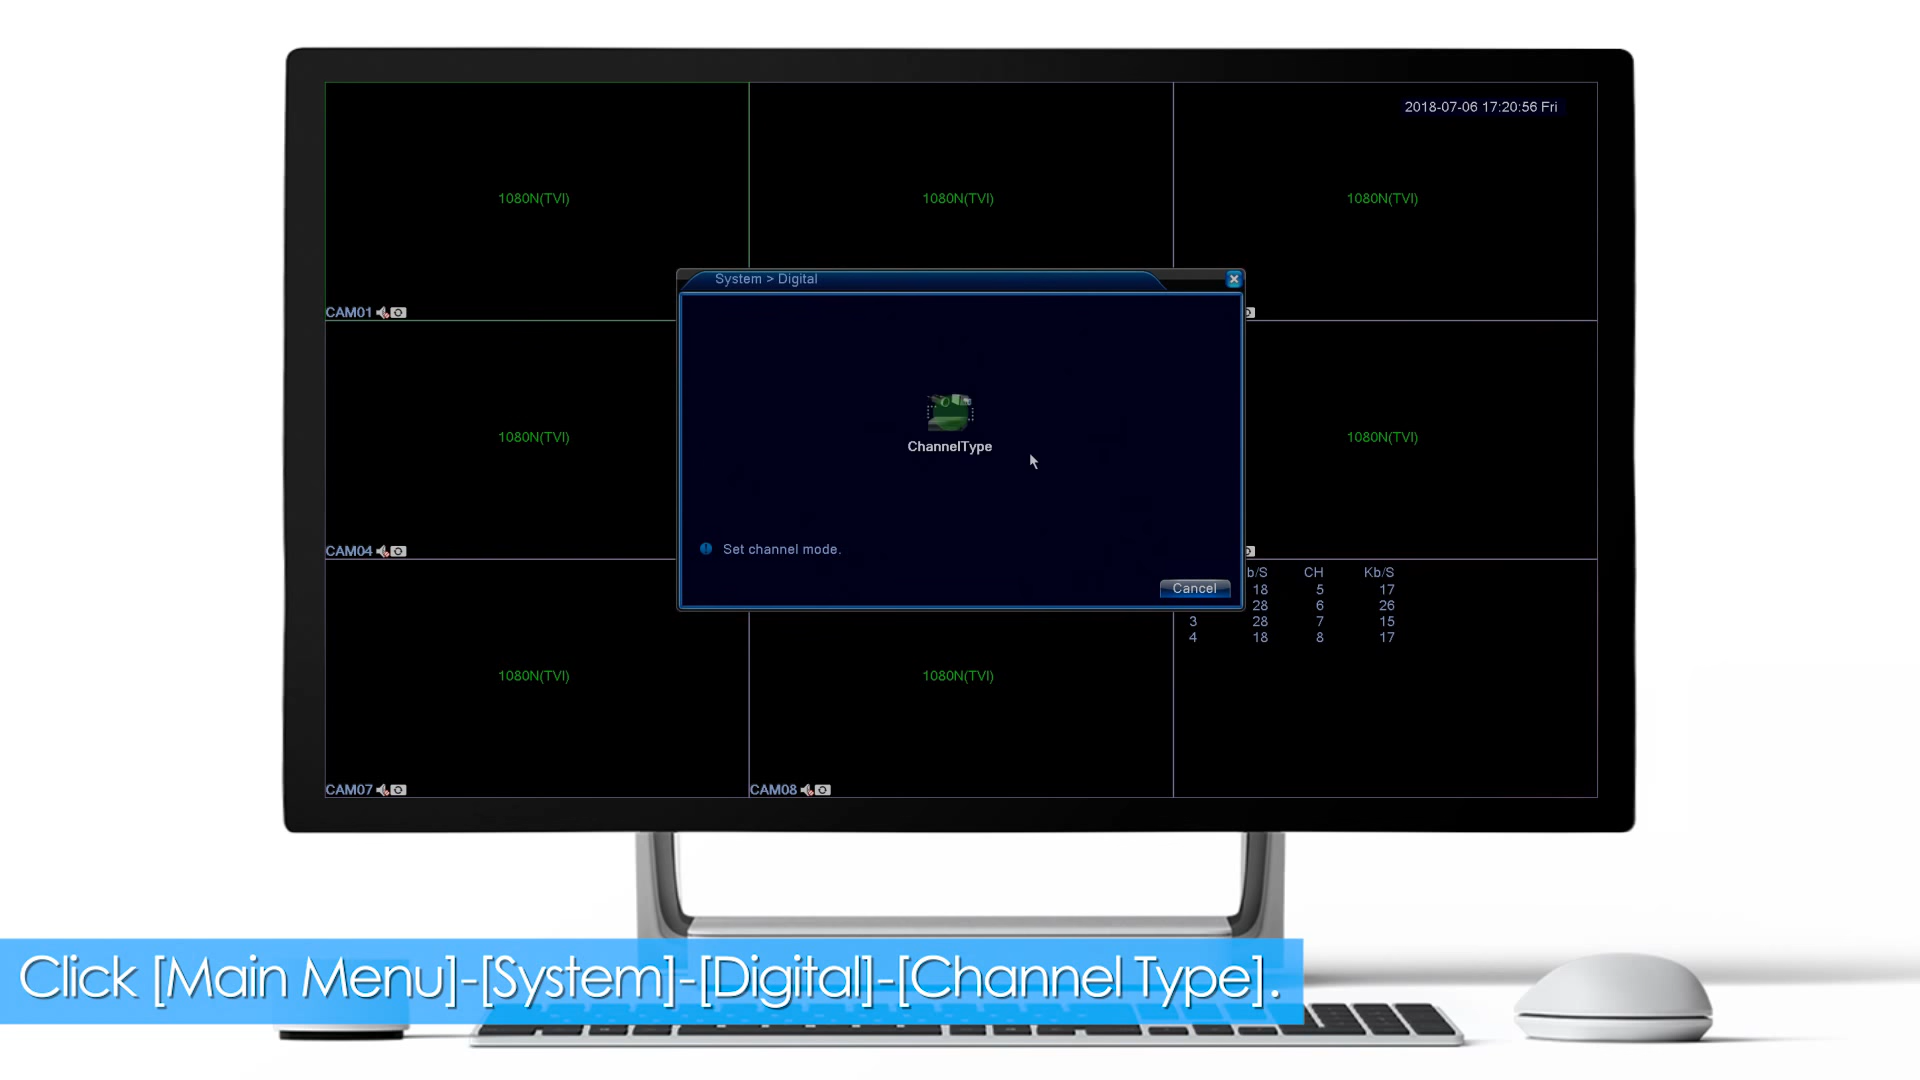 2018-07-06 17:20:56 Fri
1080N(TVI)
1080N(TVI)
1080N(TVI)
System > Digital
CAM01
ChannelType
1080N(TVI)
1080N(TVI)
Set channel mode.
CAM04
Cancel
b/S CH Kb/S
18 5 17
28 6 26
3 28 7 15
4 18 8 17
1080N(TVI)
1080N(TVI)
CAM07
CAM08
Click [Main Menu]-[System]-[Digital]-[Channel Type].